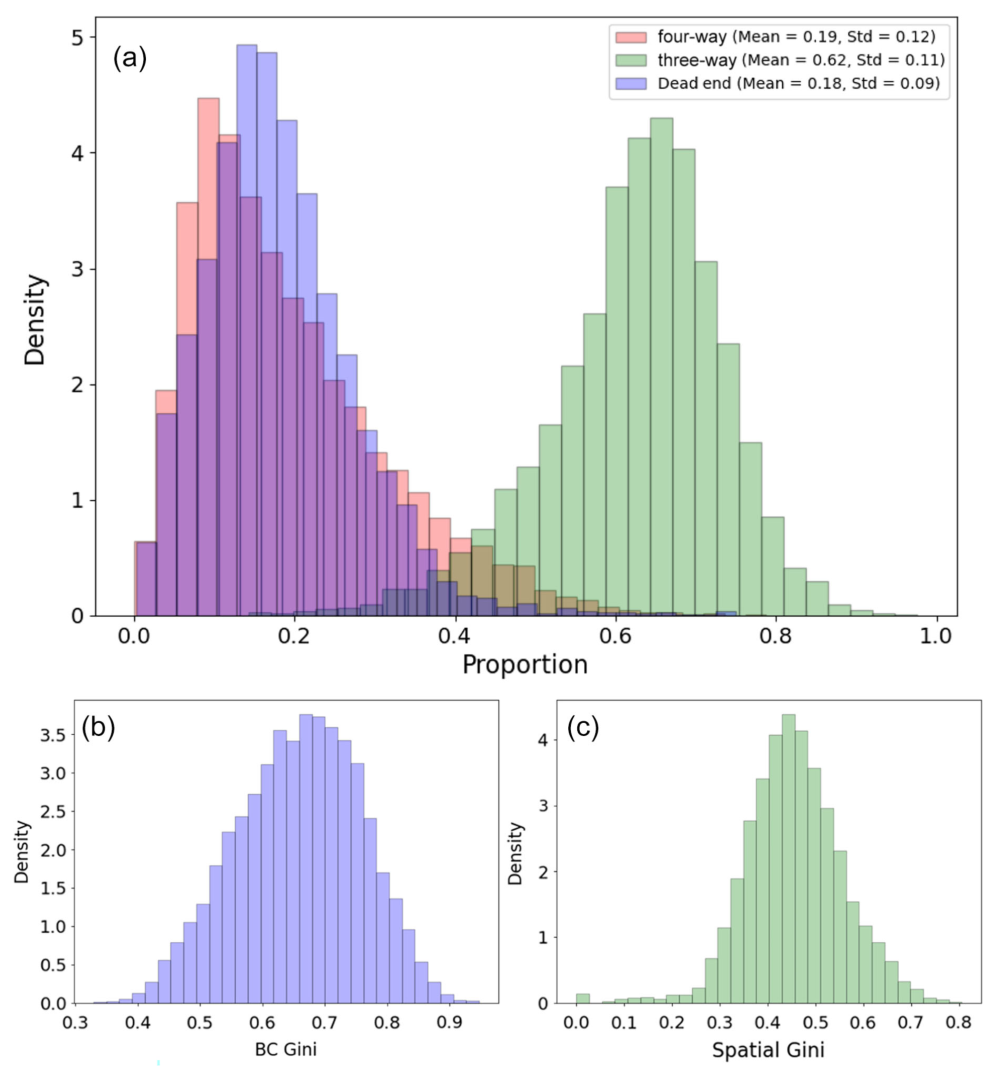 (a)
four-way (Mean = 0.19, Std = 0.12)
three-way (Mean = 0.62, Std = 0.11)
Dead end (Mean = 0.18, Std = 0.09)
5
4
3
2
1
0
Density
0.0 0.2 0.4 0.6 0.8 1.0
Proportion
(b)
3.5
3.0
2.5
2.0
1.5
1.0
0.5
0.0
Density
0.3 0.4 0.5 0.6 0.7 0.8 0.9
BC Gini
(c)
4
3
2
1
0
Density
0.0 0.1 0.2 0.3 0.4 0.5 0.6 0.7 0.8
Spatial Gini